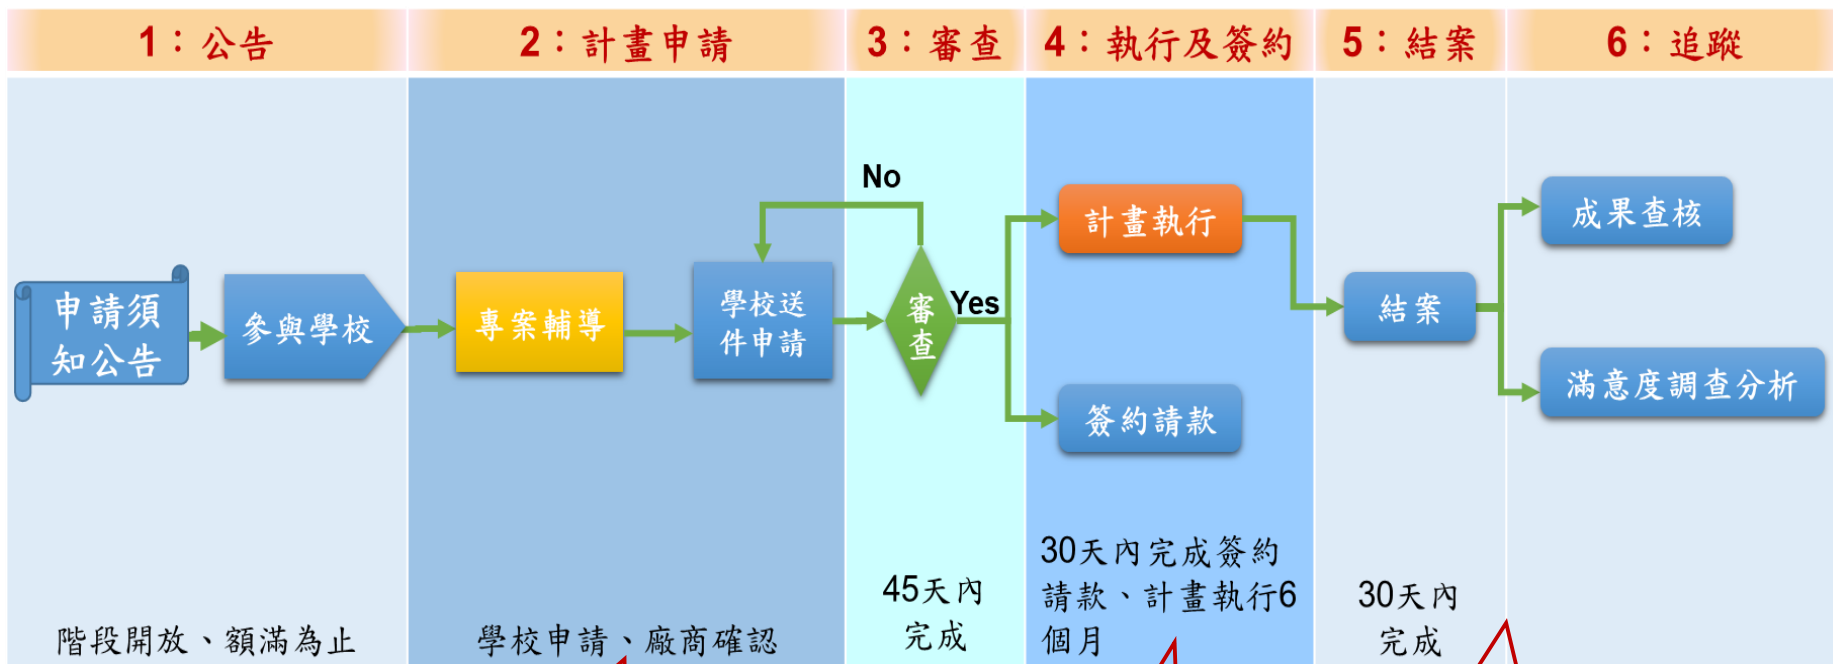 1：公告
2：計畫申請
3：審查
4：執行及簽約
5：結案
6：追蹤
申請須
知公告
參與學校
專案輔導
學校送
件申請
No
審
查
Yes
計畫執行
簽約請款
結案
成果查核
滿意度調查分析
階段開放、額滿為止
學校申請、廠商確認
45天內
完成
30天內完成簽約
請款、計畫執行6
個月
30天內
完成